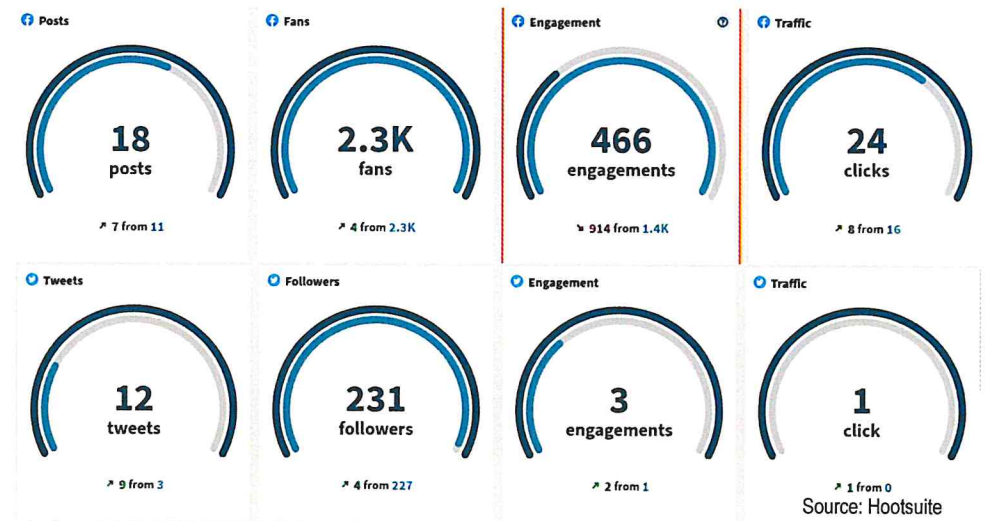 Posts
18
posts
↗ 7 from 11
Fans
2.3K
fans
↗ 4 from 2.3K
Engagement
466
engagements
↘ 914 from 1.4K
Traffic
24
clicks
↗ 8 from 16
Tweets
12
tweets
↗ 9 from 3
Followers
231
followers
↗ 4 from 227
Engagement
3
engagements
↗ 2 from 1
Traffic
1
click
↗ 1 from 0
Source: Hootsuite